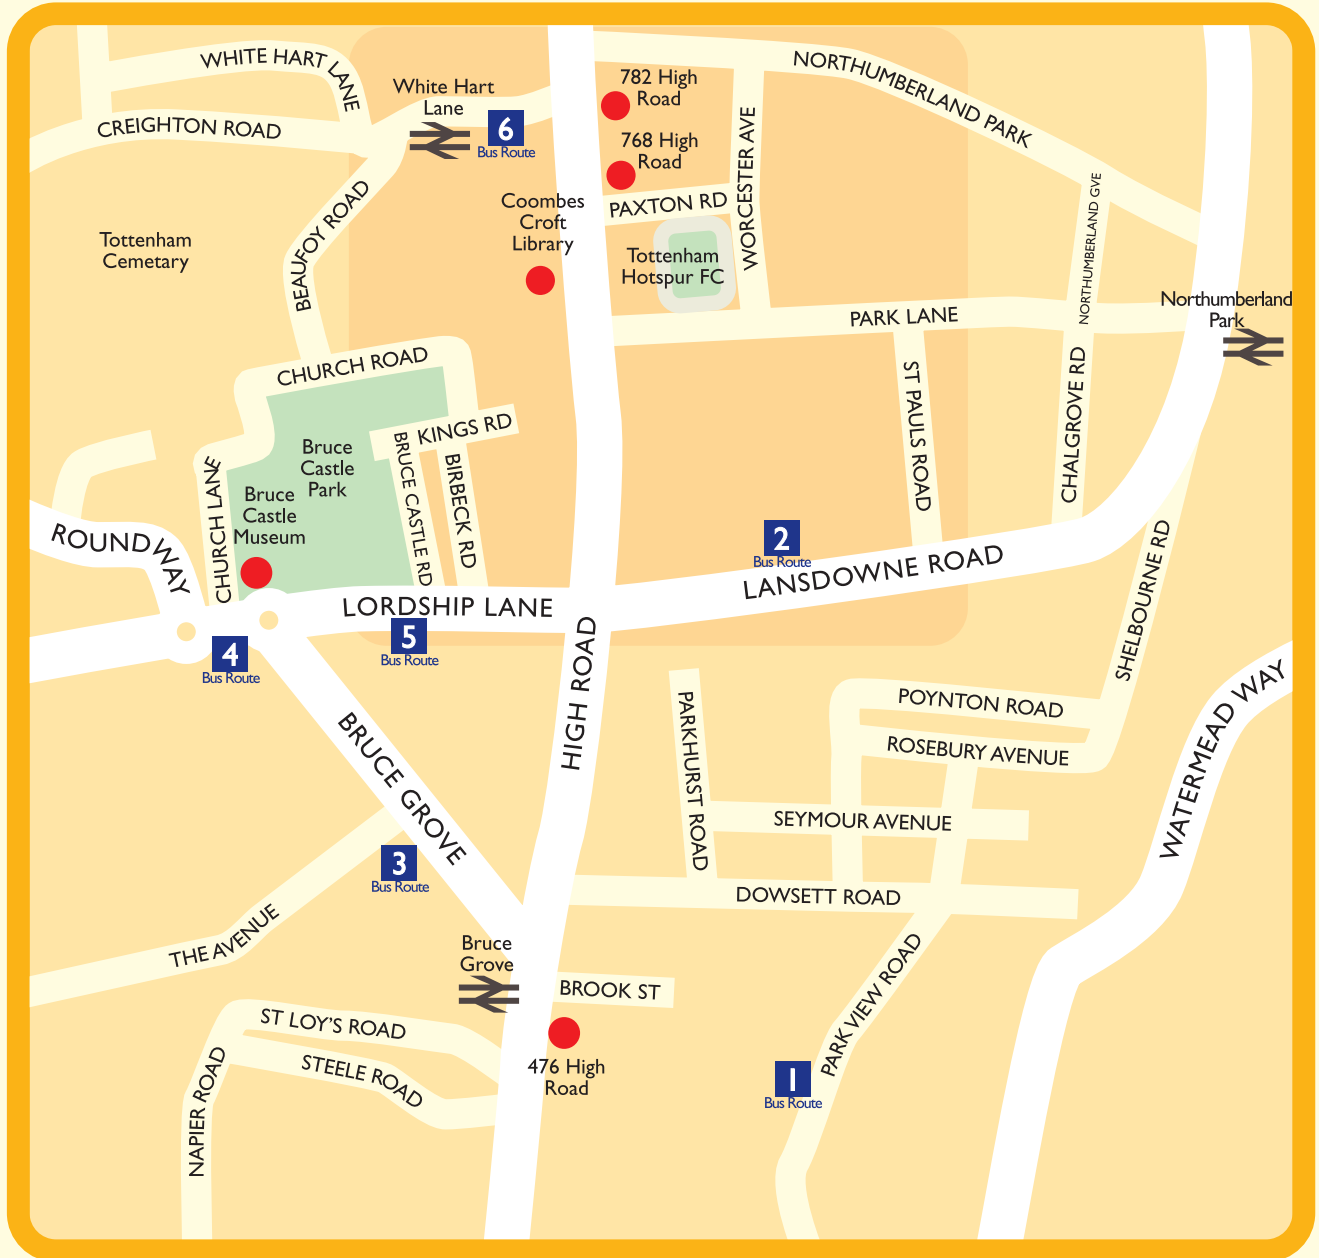 WHITE HART LANE
CREIGHTON ROAD
White Hart
Lane
6
Bus Route
782 High
Road
768 High
Road
NORTHUMBERLAND PARK
WORCESTER AVE
PAXTON RD
Coombes
Croft
Library
BEAUFOY ROAD
Tottenham
Cemetary
Tottenham
Hotspur FC
NORTHUMBERLAND GVE
Northumberland
Park
PARK LANE
CHURCH ROAD
ST PAULS ROAD
CHALGROVE RD
KINGS RD
BRUCE CASTLE RD
BIRBECK RD
Bruce
Castle
Park
Bruce
Castle
Museum
CHURCH LANE
ROUNDWAY
2
Bus Route
LANSDOWNE ROAD
LORDSHIP LANE
5
Bus Route
4
Bus Route
SHELBOURNE RD
HIGH ROAD
WATERMEAD WAY
POYNTON ROAD
ROSEBURY AVENUE
PARKHURST ROAD
BRUCE GROVE
SEYMOUR AVENUE
3
Bus Route
DOWSETT ROAD
THE AVENUE
Bruce
Grove
BROOK ST
PARK VIEW ROAD
ST LOY'S ROAD
STEELE ROAD
476 High
Road
1
Bus Route
NAPIER ROAD